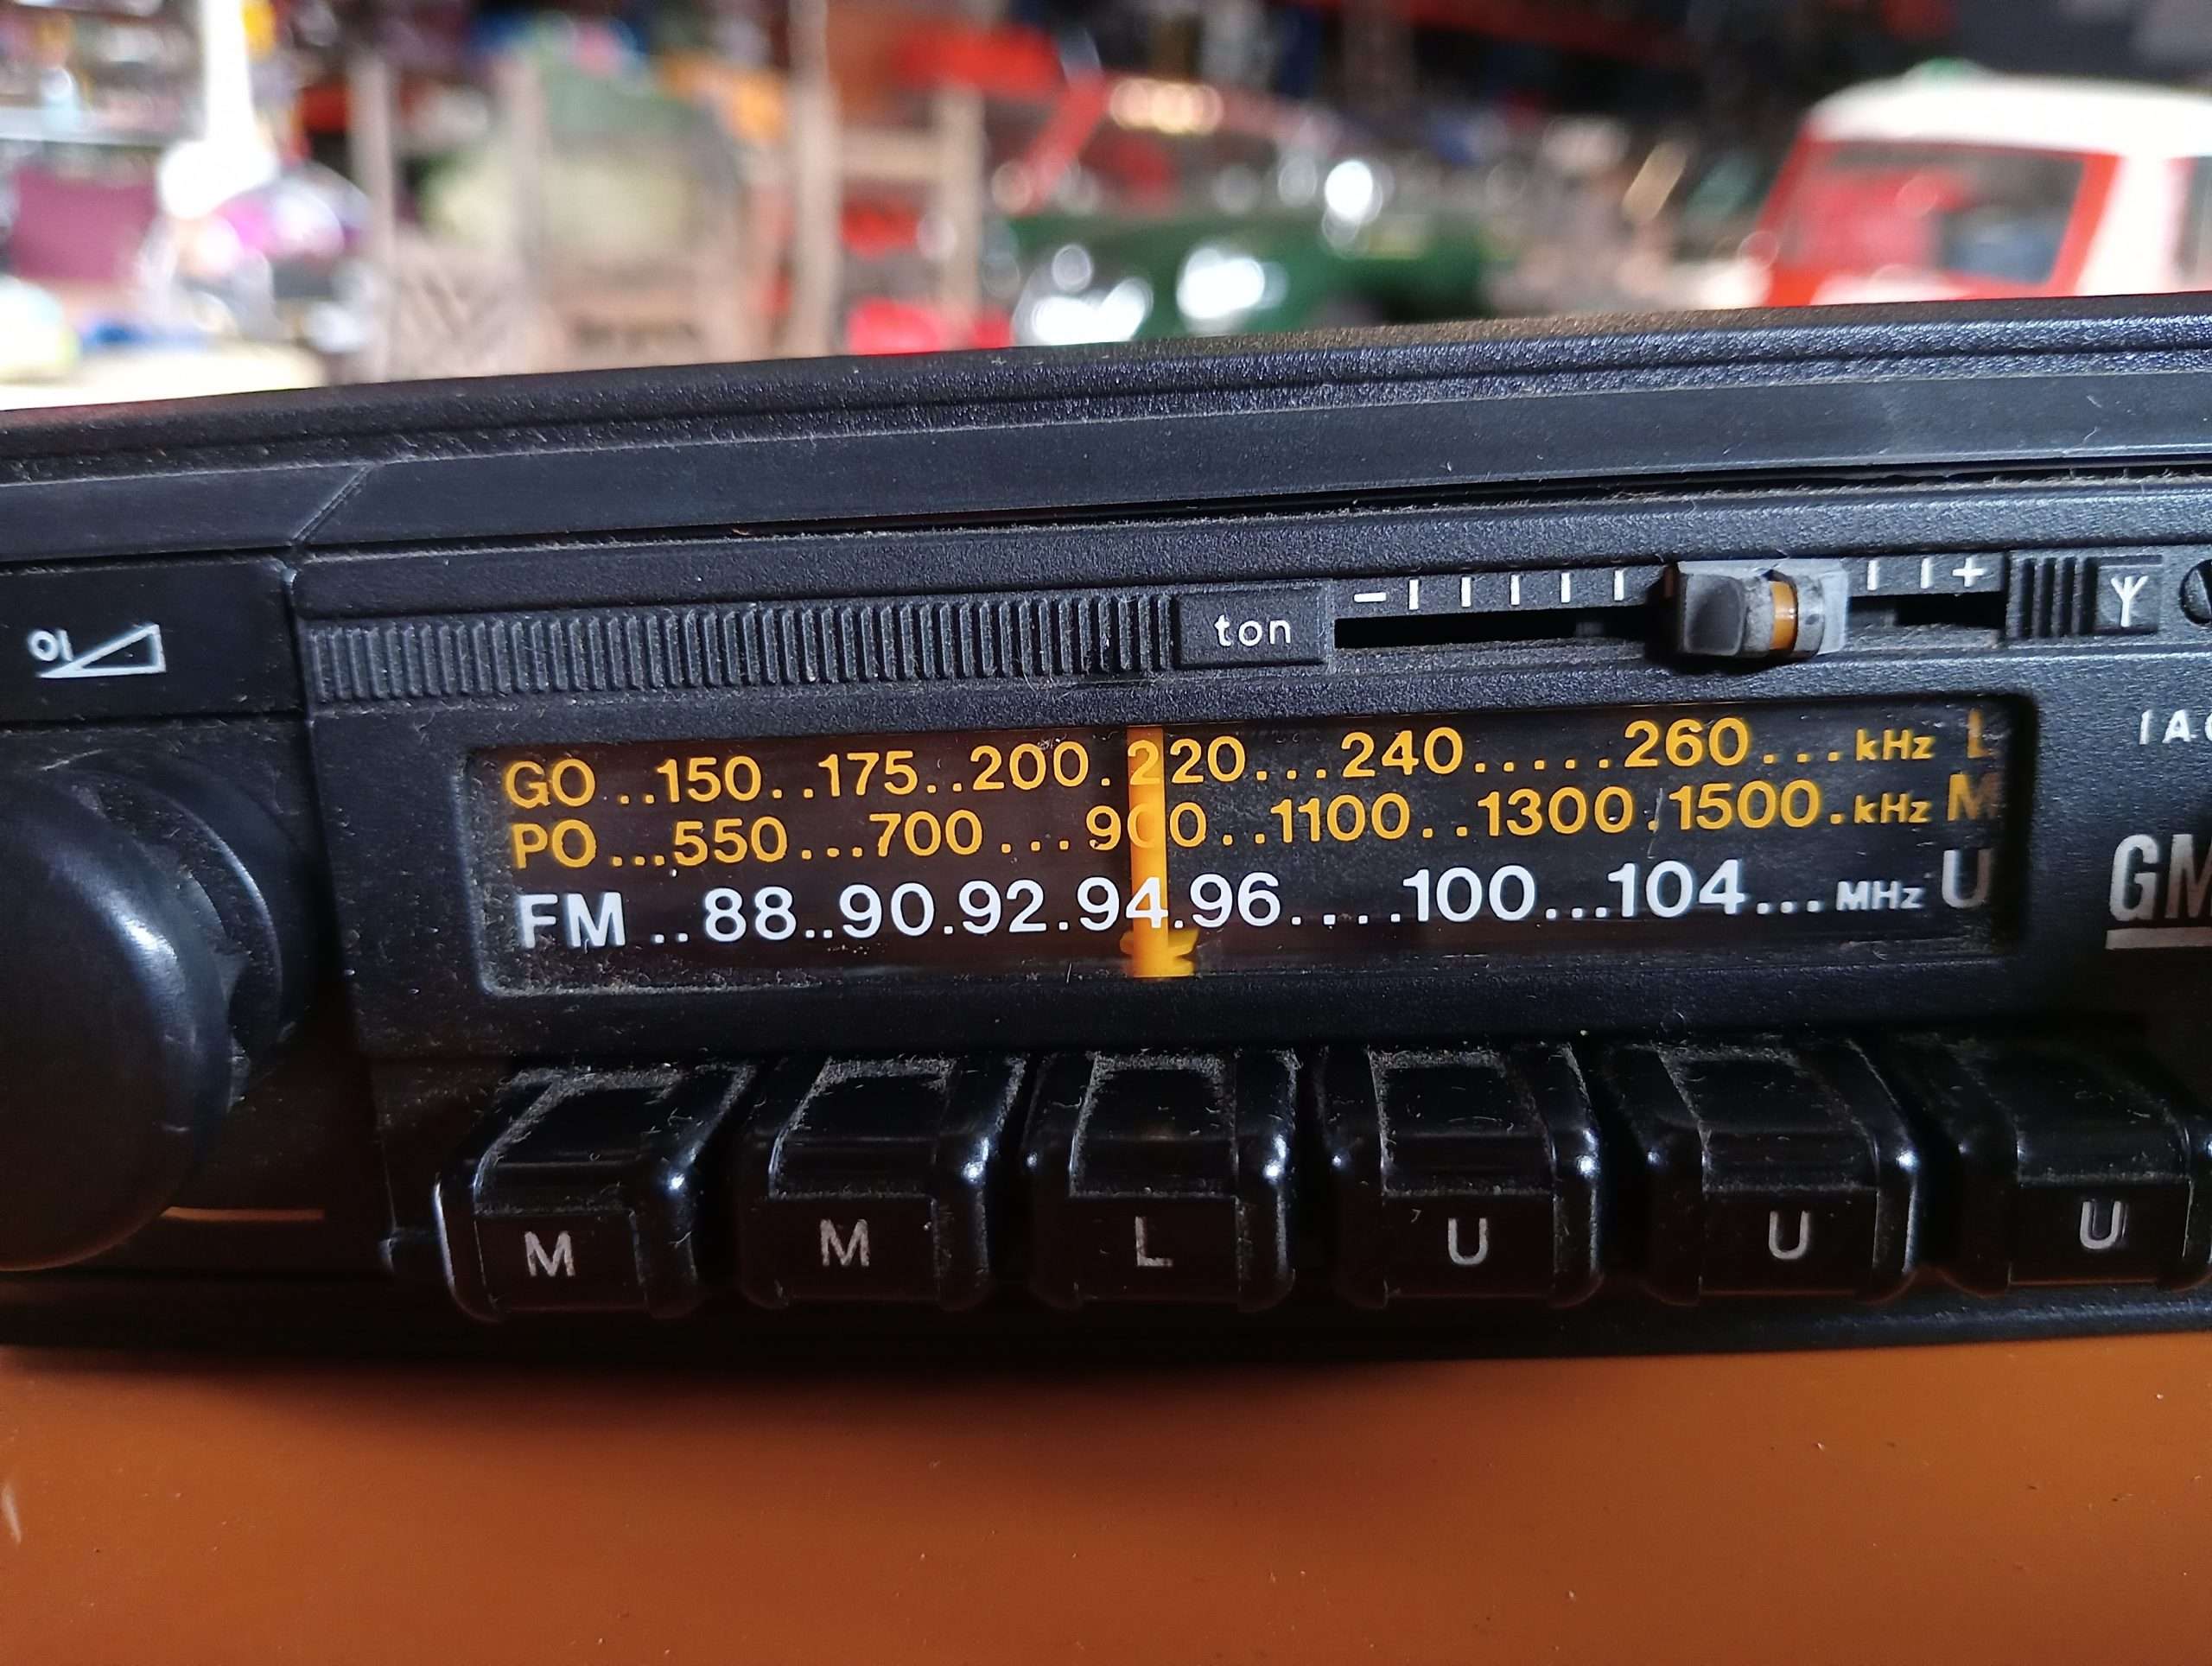 ton - +
GO ..150..175..200.220...240.....260...kHz L
PO...550...700...900..1100..1300.1500.kHz M
FM ..88..90.92.94.96....100...104...MHz U
GM
M M L U U U